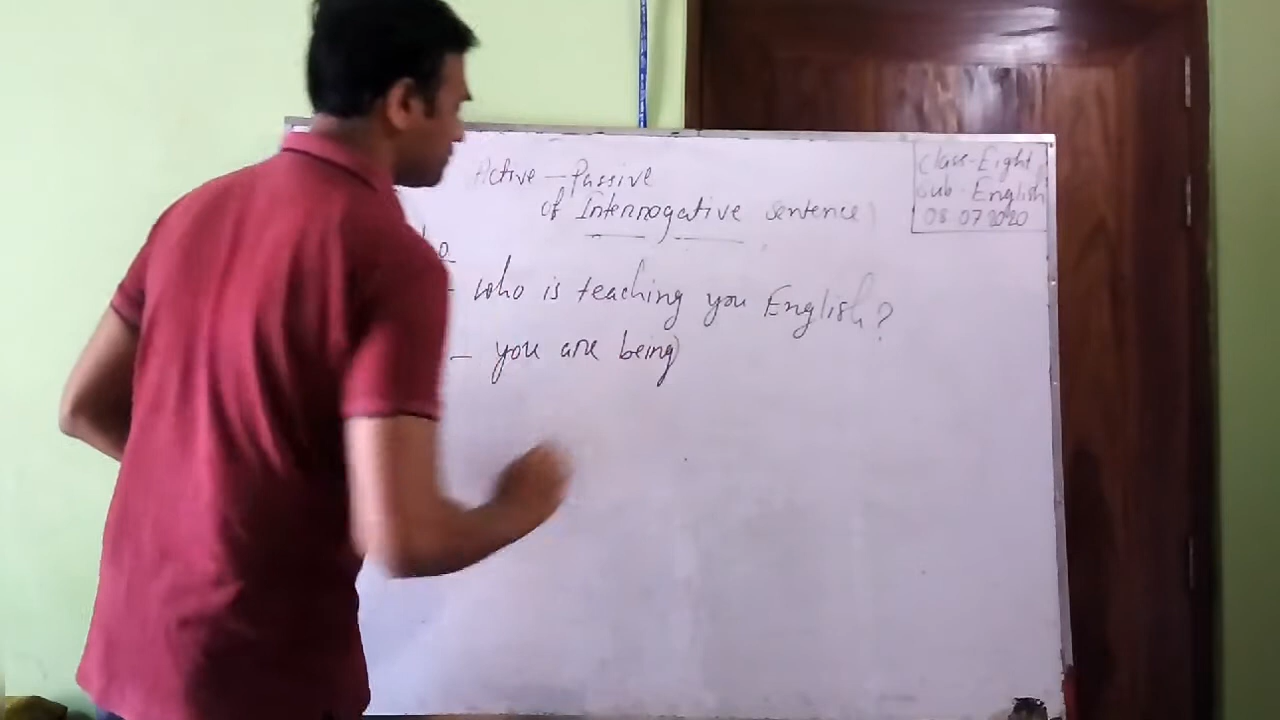 Active - Passive
of Interrogative Sentence
- who is teaching you English?
- you are being
Class-Eight
Sub-English
08 07 2020